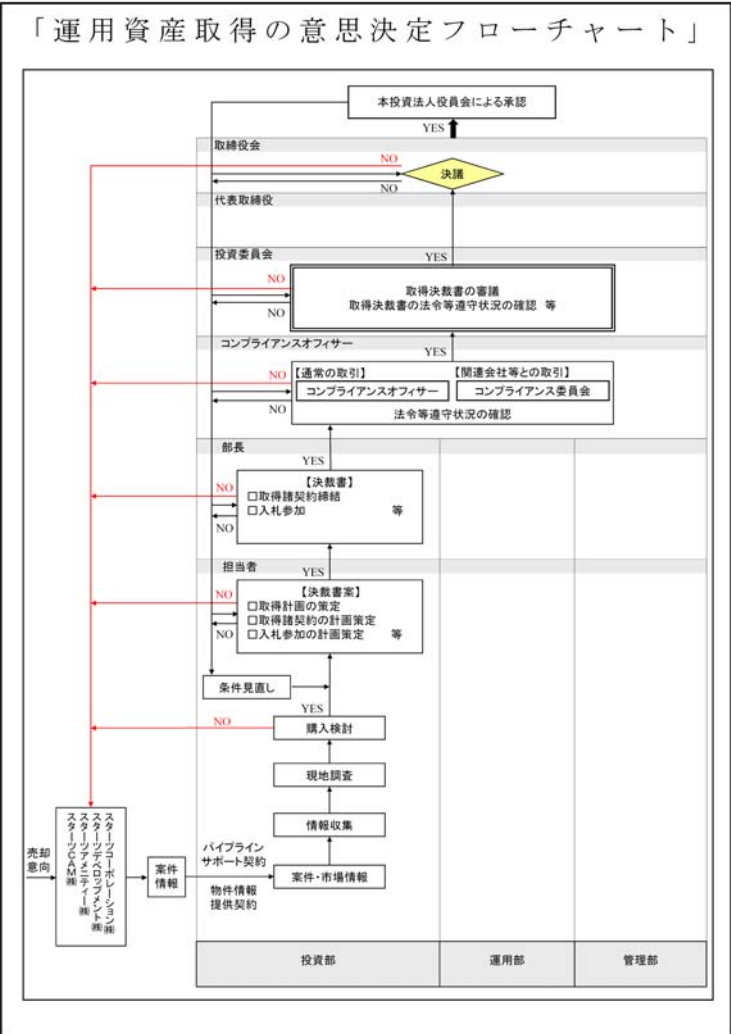 「運用資産取得の意思決定フローチャート」
本投資法人役員会による承認
YES
取締役会
NO
決議
NO
代表取締役
投資委員会
YES
NO
取得決裁書の審議
取得決裁書の法令等遵守状況の確認 等
NO
コンプライアンスオフィサー
YES
【通常の取引】
【関連会社等との取引】
NO
コンプライアンスオフィサー
コンプライアンス委員会
NO
法令等遵守状況の確認
部長
YES
NO
【決裁書】
□取得諸契約締結
□入札参加 等
NO
担当者
YES
NO
【決裁書案】
□取得計画の策定
□取得諸契約の計画策定
NO
□入札参加の計画策定 等
条件見直し
YES
NO
購入検討
現地調査
情報収集
売却
意向
スターツコーポレーション㈱
スターツデベロップメント㈱
スターツアメニティー㈱
スターツCAM㈱
案件
情報
パイプライン
サポート契約
物件情報
提供契約
案件・市場情報
投資部
運用部
管理部